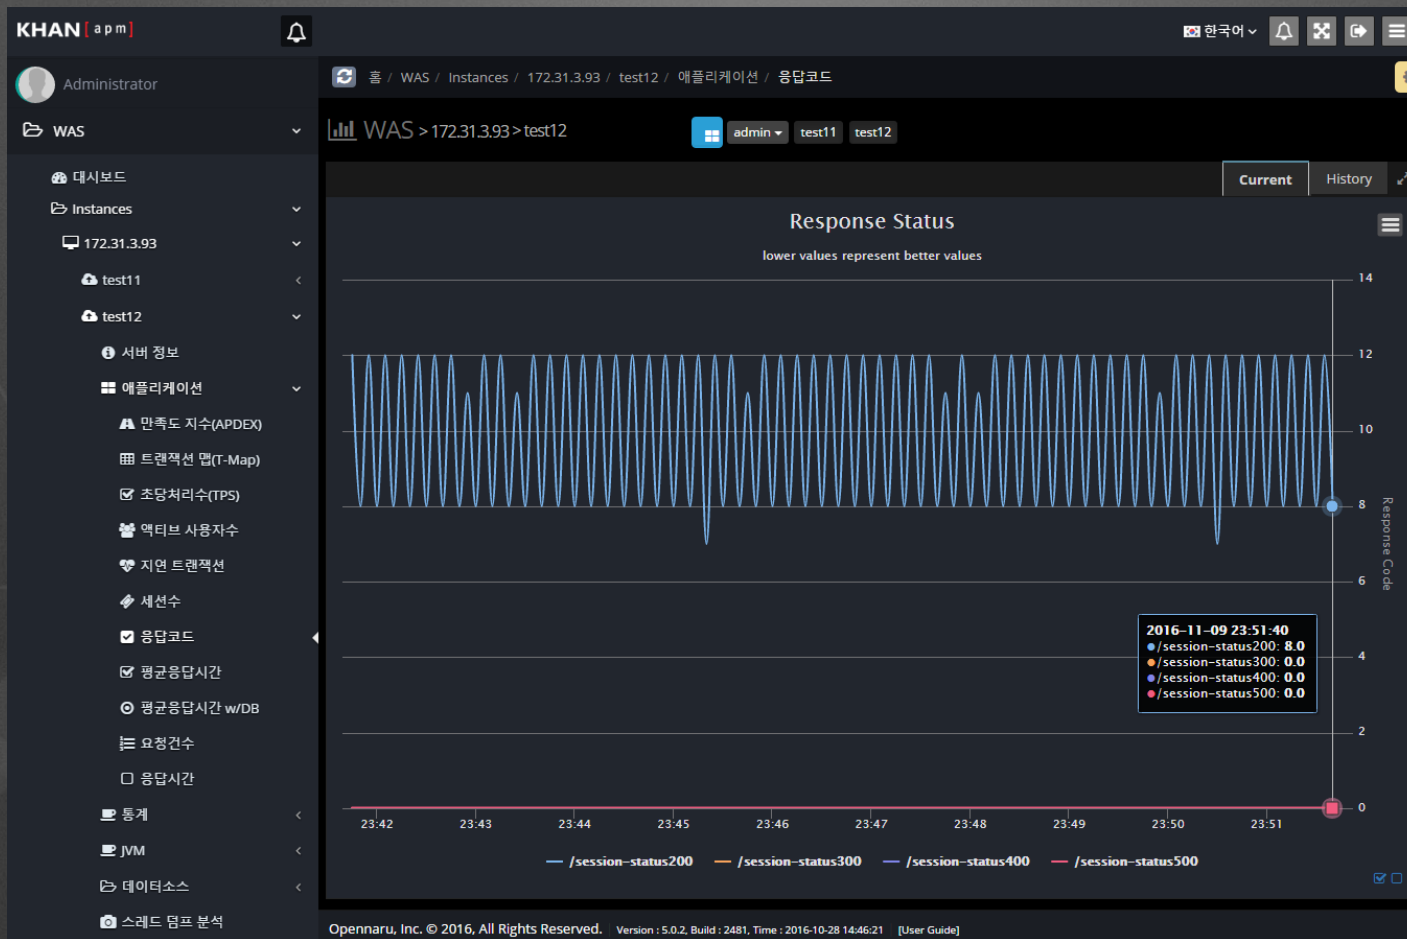 KHAN [apm]
한국어
Administrator
홈 / WAS / Instances / 172.31.3.93 / test12 / 애플리케이션 / 응답코드
WAS
WAS > 172.31.3.93 > test12
admin test11 test12
대시보드
Current History
Instances
172.31.3.93
test11
test12
서버 정보
애플리케이션
만족도 지수(APDEX)
트랜잭션 맵(T-Map)
초당처리수(TPS)
액티브 사용자수
지연 트랜잭션
세션수
응답코드
평균응답시간
평균응답시간 w/DB
요청건수
응답시간
통계
JVM
데이터소스
스레드 덤프 분석
Response Status
lower values represent better values
14
12
10
8
6
4
2
0
Response Code
2016-11-09 23:51:40
/session-status200: 8.0
/session-status300: 0.0
/session-status400: 0.0
/session-status500: 0.0
23:42 23:43 23:44 23:45 23:46 23:47 23:48 23:49 23:50 23:51
/session-status200 /session-status300 /session-status400 /session-status500
Opennaru, Inc. © 2016, All Rights Reserved. Version : 5.0.2, Build : 2481, Time : 2016-10-28 14:46:21 [User Guide]